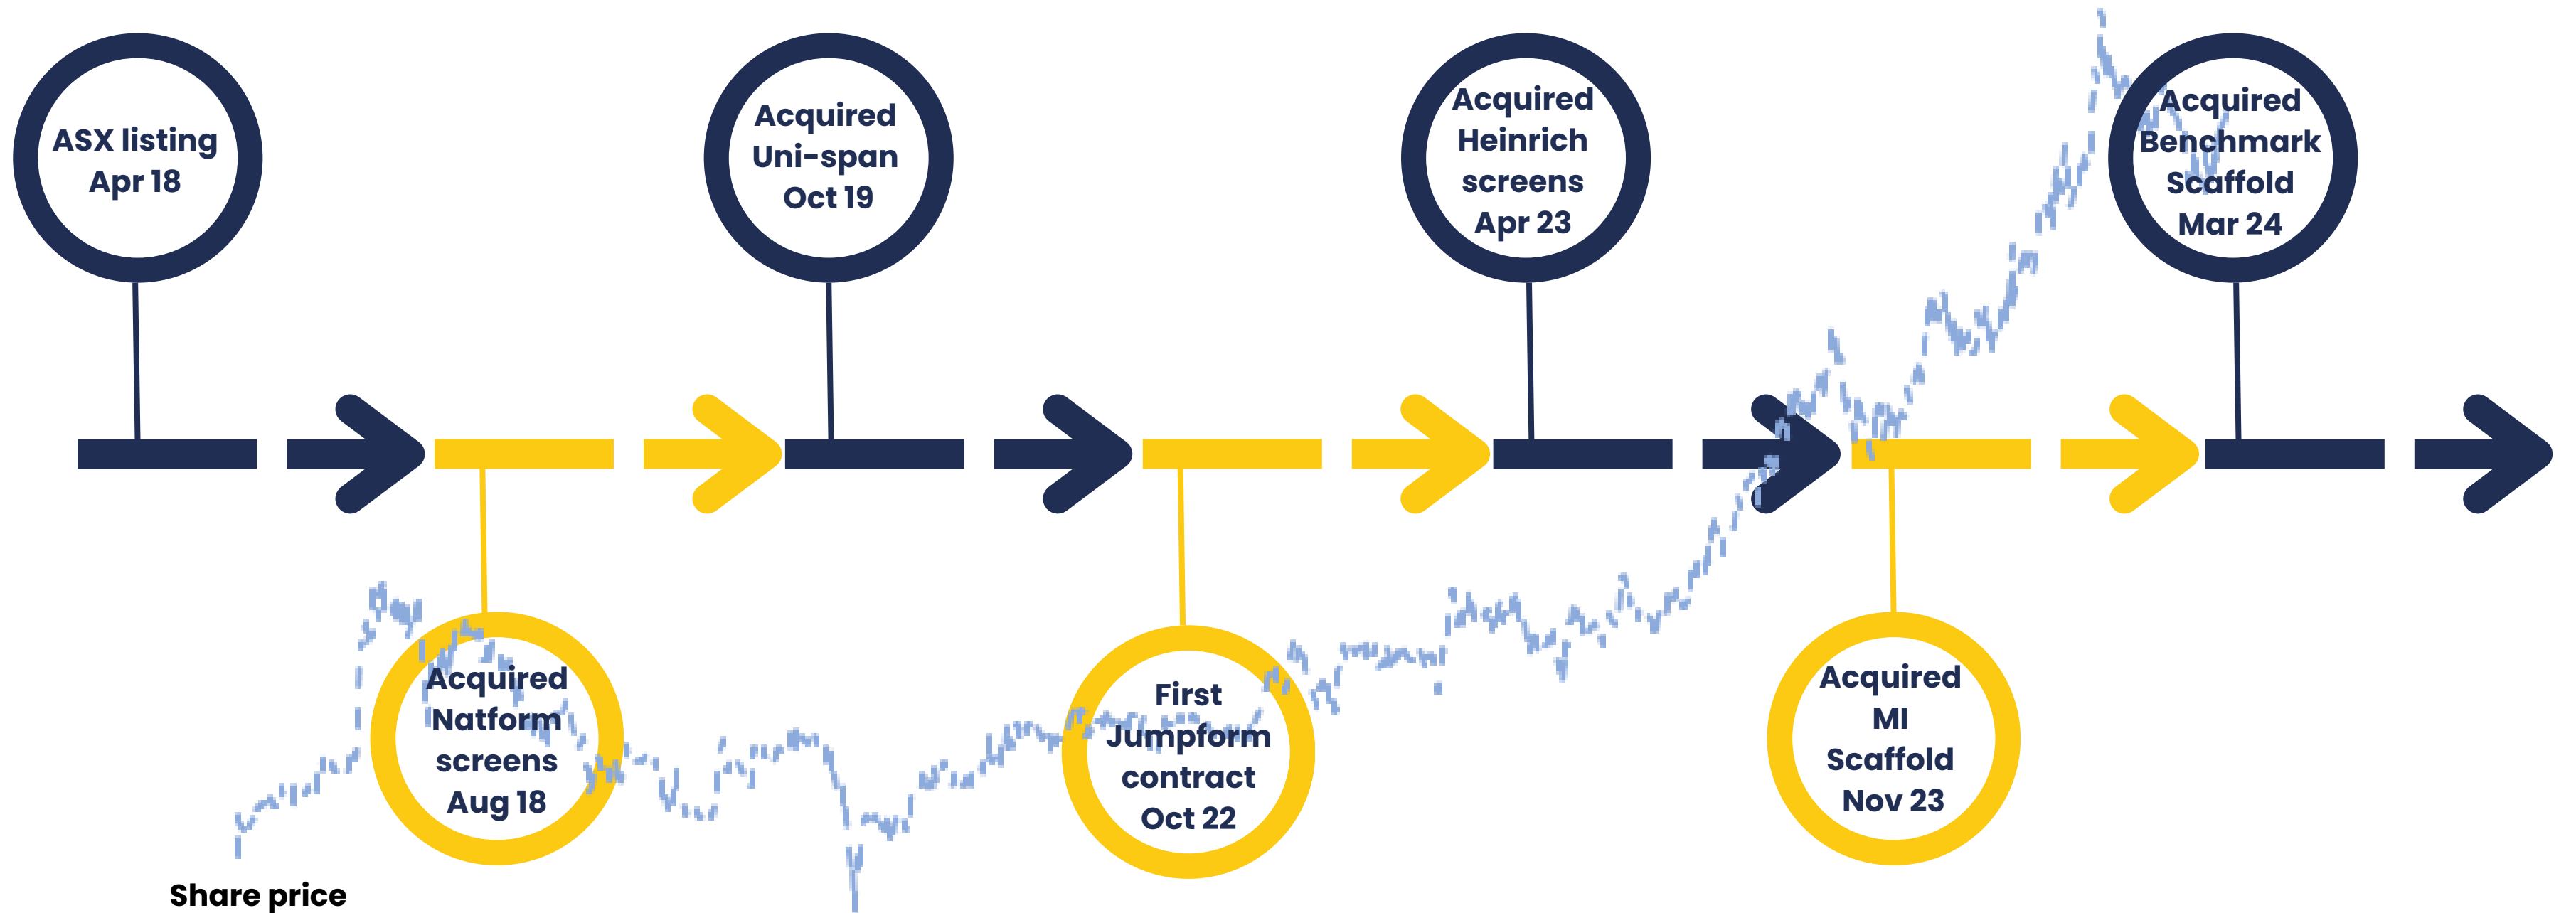 ASX listing
Apr 18
Acquired
Natform
screens
Aug 18
Acquired
Uni-span
Oct 19
First
Jumpform
contract
Oct 22
Acquired
Heinrich
screens
Apr 23
Acquired
MI
Scaffold
Nov 23
Acquired
Benchmark
Scaffold
Mar 24
Share price